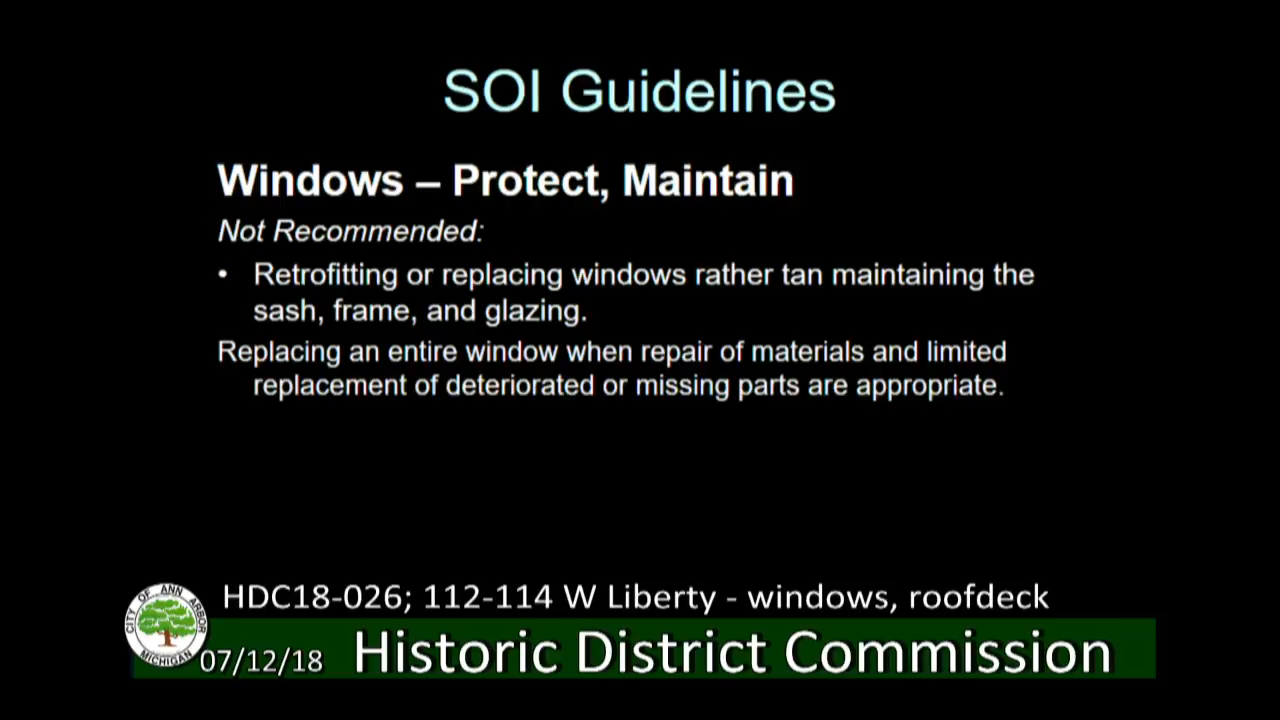 SOI Guidelines
Windows – Protect, Maintain
Not Recommended:
• Retrofitting or replacing windows rather tan maintaining the
sash, frame, and glazing.
Replacing an entire window when repair of materials and limited
replacement of deteriorated or missing parts are appropriate.
HDC18-026; 112-114 W Liberty - windows, roofdeck
CITY OF ANN ARBOR
MICHIGAN
07/12/18 Historic District Commission